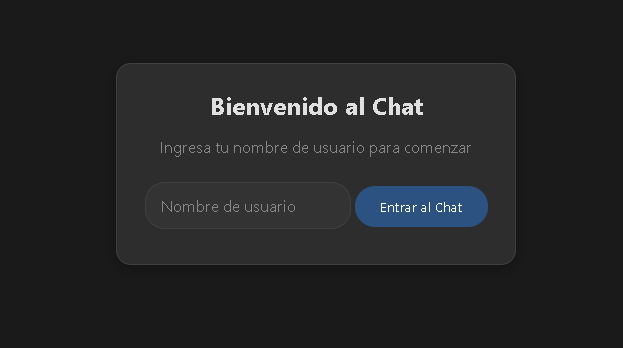 Bienvenido al Chat
Ingresa tu nombre de usuario para comenzar
Nombre de usuario
Entrar al Chat